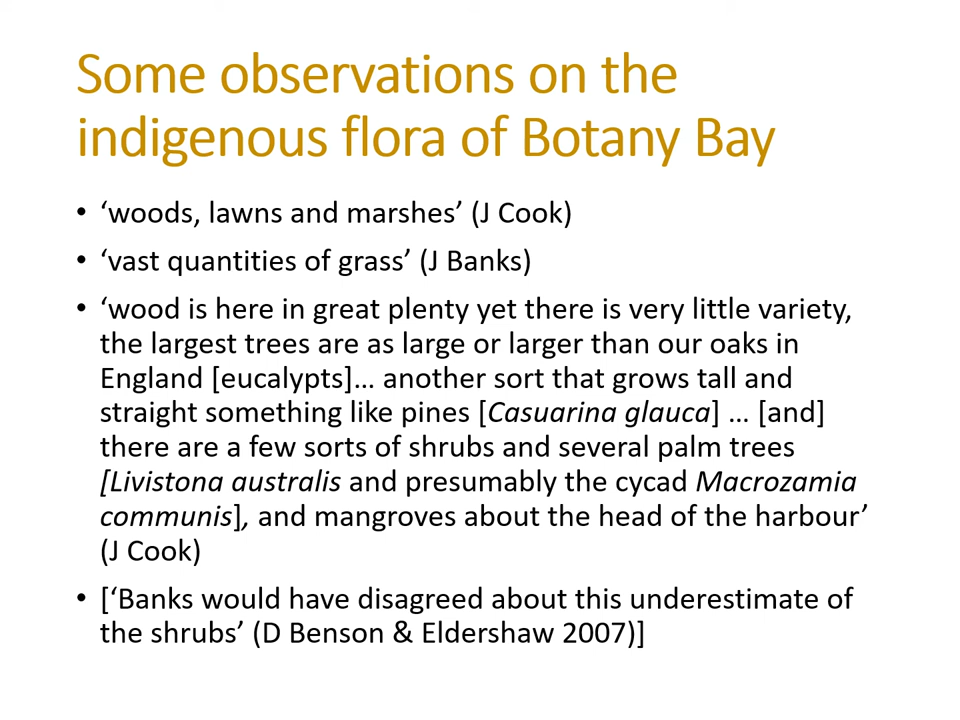 Some observations on the
indigenous flora of Botany Bay
• ‘woods, lawns and marshes’ (J Cook)
• ‘vast quantities of grass’ (J Banks)
• ‘wood is here in great plenty yet there is very little variety,
the largest trees are as large or larger than our oaks in
England [eucalypts]… another sort that grows tall and
straight something like pines [Casuarina glauca] … [and]
there are a few sorts of shrubs and several palm trees
[Livistona australis and presumably the cycad Macrozamia
communis], and mangroves about the head of the harbour’
(J Cook)
• [‘Banks would have disagreed about this underestimate of
the shrubs’ (D Benson & Eldershaw 2007)]